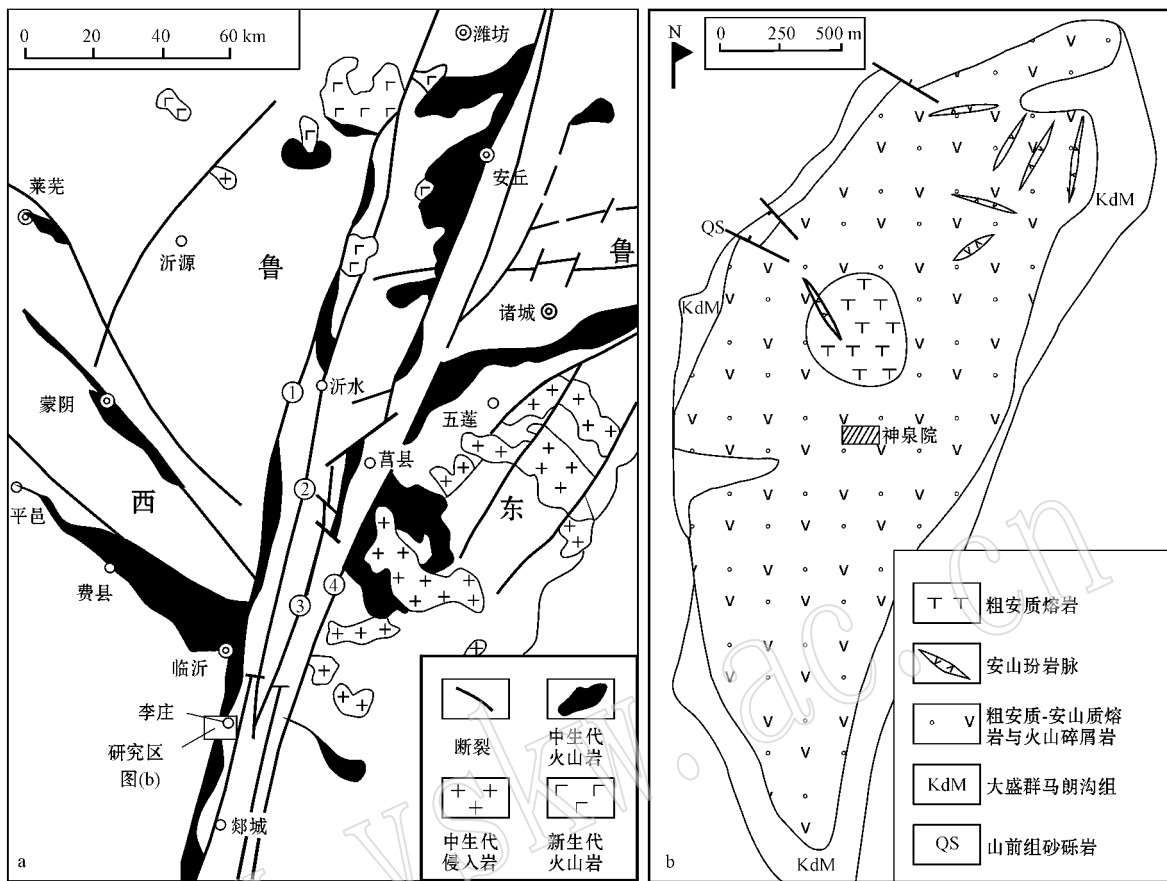 0 20 40 60 km
潍坊
安丘
莱芜
沂源
鲁
鲁
诸城
①
沂水
蒙阴
五莲
莒县
西
②
东
平邑
费县
④
③
临沂
李庄
研究区
图(b)
郯城
断裂
中生代
火山岩
中生代
侵入岩
新生代
火山岩
a
N
0 250 500 m
KdM
QS
KdM
神泉院
粗安质熔岩
安山玢岩脉
粗安质-安山质熔
岩与火山碎屑岩
KdM
大盛群马朗沟组
QS
山前组砂砾岩
KdM
b
vskw.ac.cn